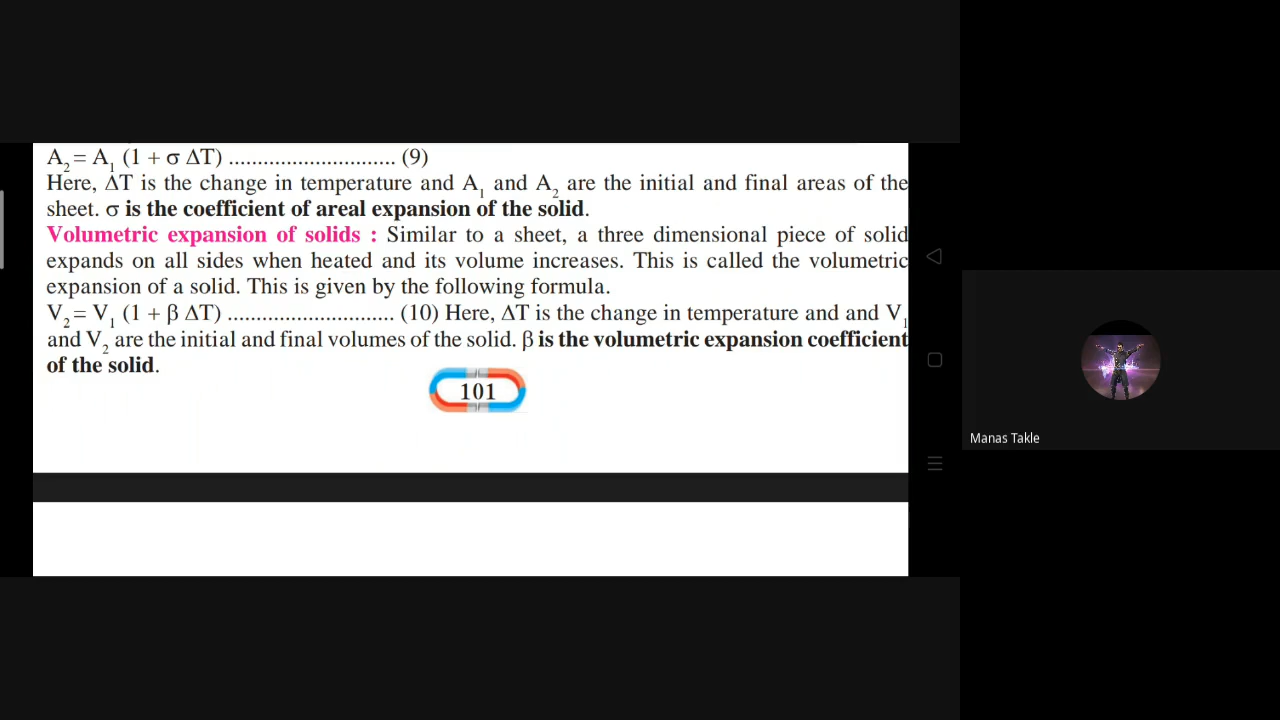 A₂= A₁ (1 + σ ΔT) ............................. (9)
Here, ΔT is the change in temperature and A₁ and A₂ are the initial and final areas of the
sheet. σ is the coefficient of areal expansion of the solid.
Volumetric expansion of solids : Similar to a sheet, a three dimensional piece of solid
expands on all sides when heated and its volume increases. This is called the volumetric
expansion of a solid. This is given by the following formula.
V₂= V₁ (1 + β ΔT) ............................. (10) Here, ΔT is the change in temperature and and V₁
and V₂ are the initial and final volumes of the solid. β is the volumetric expansion coefficient
of the solid.
101
Manas Takle